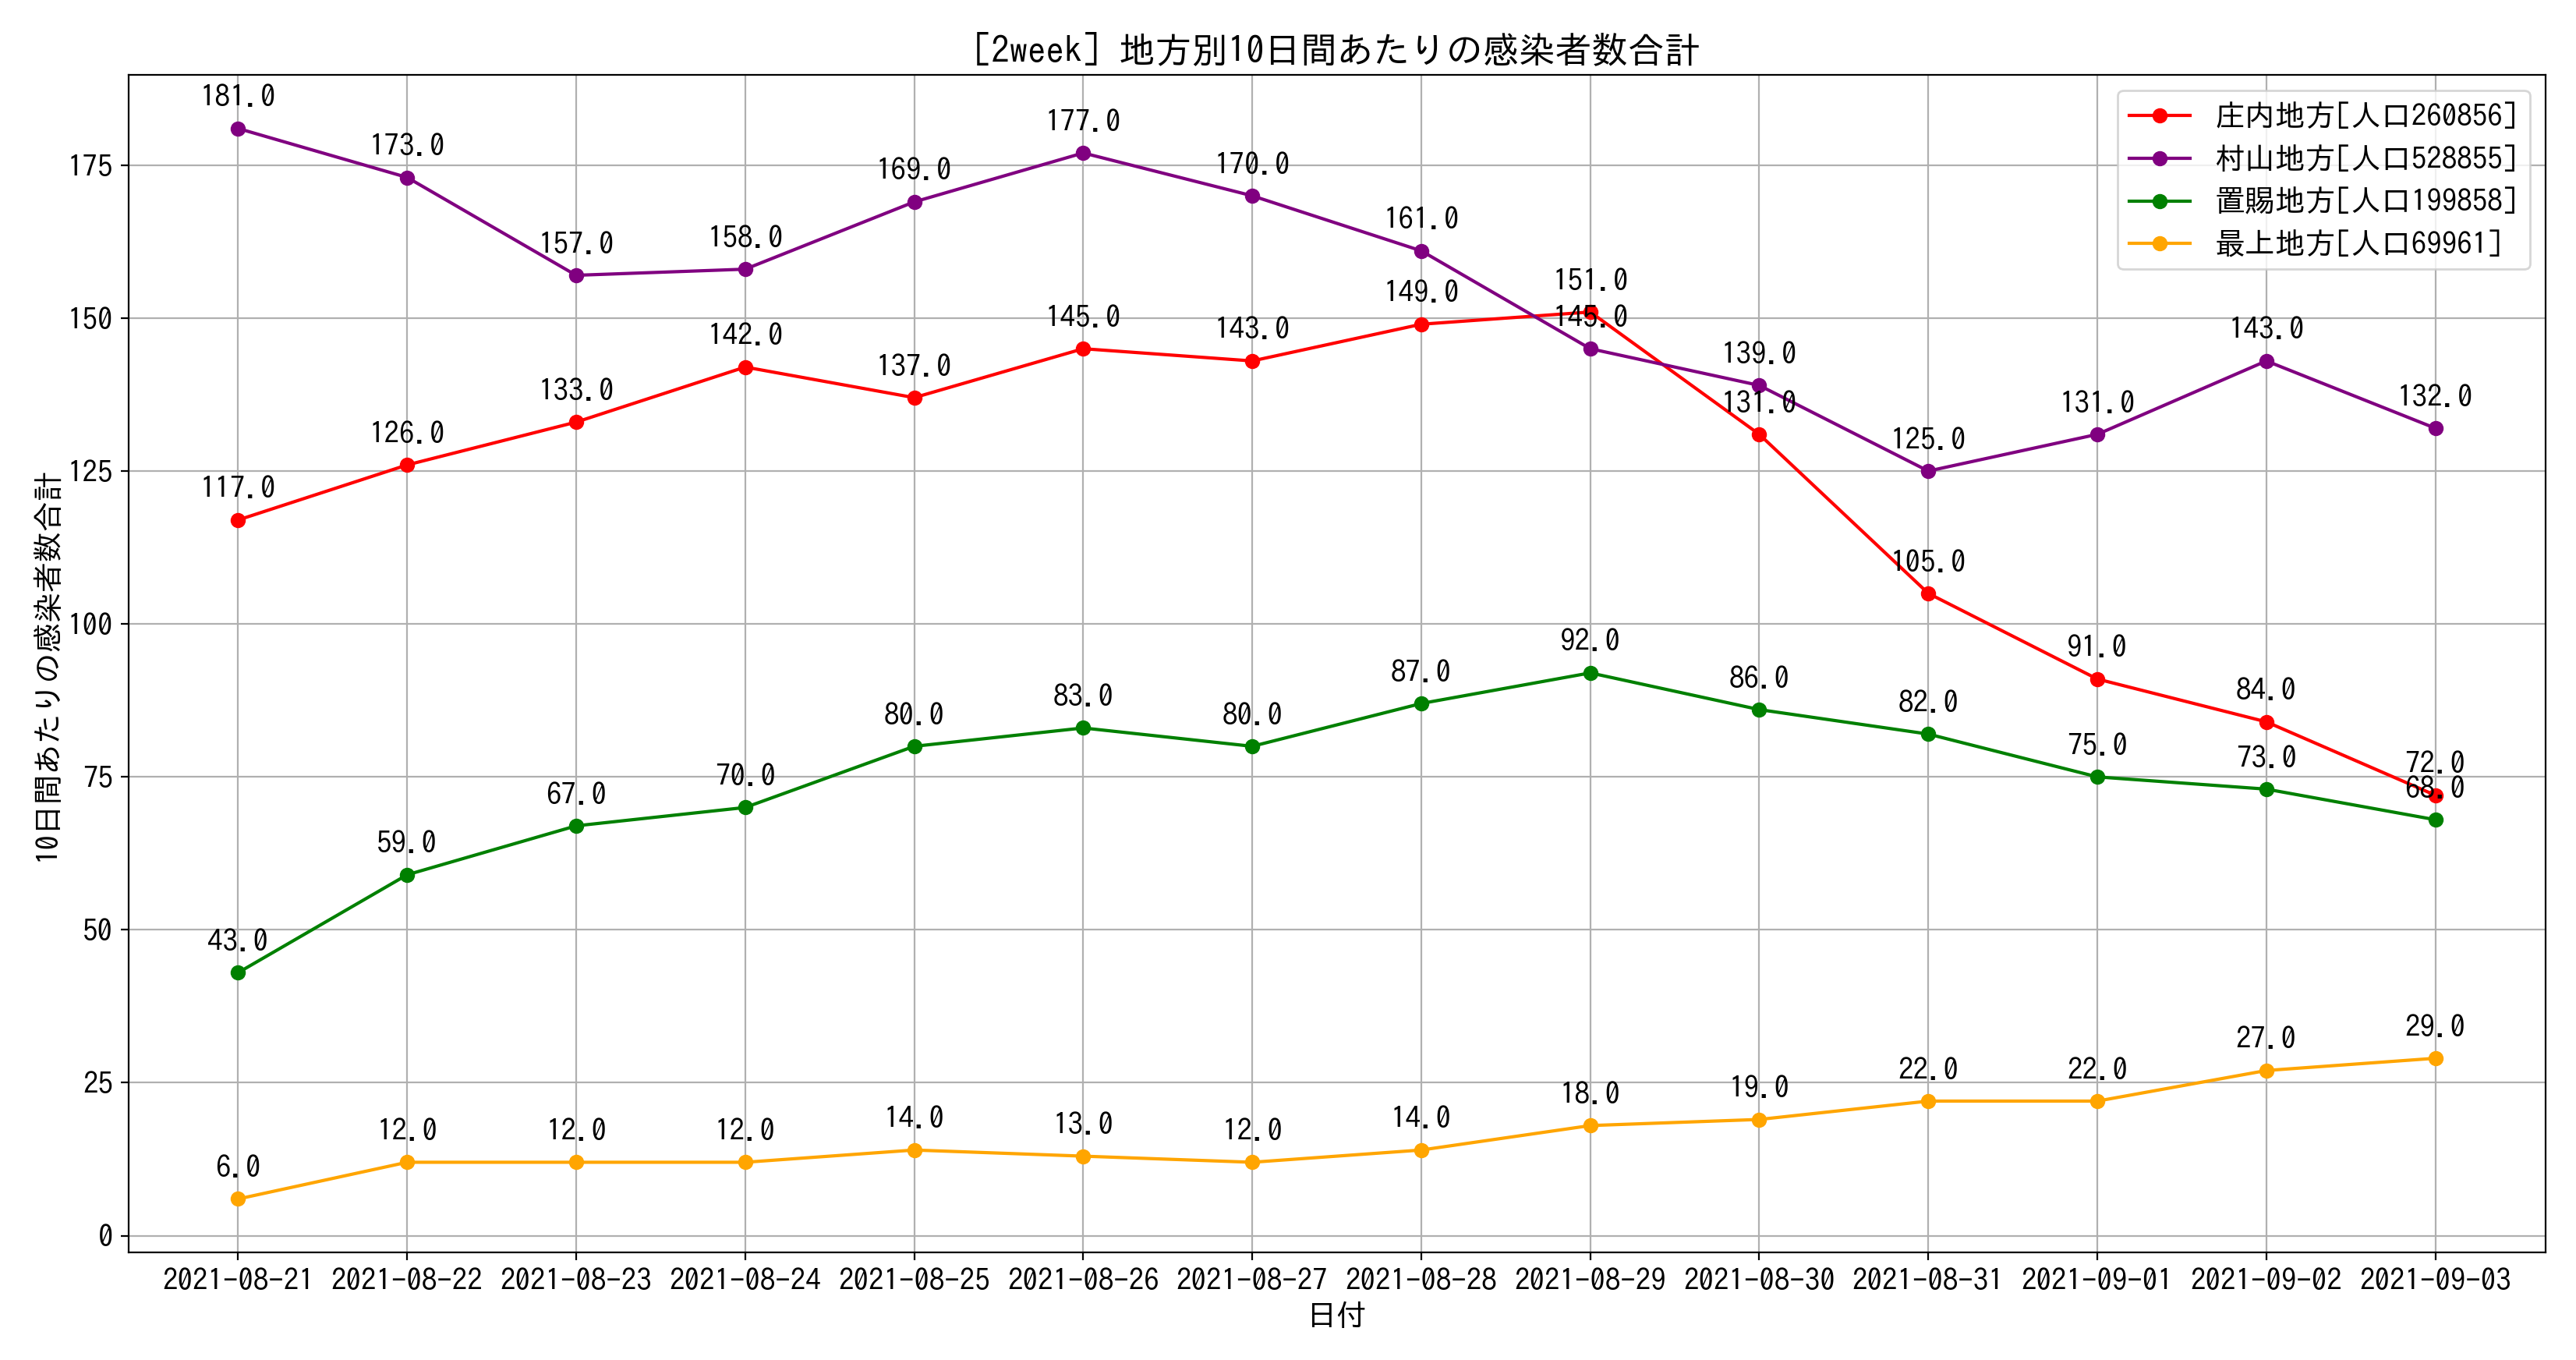 [2week] 地方別10日間あたりの感染者数合計
庄内地方[人口260856]
村山地方[人口528855]
置賜地方[人口199858]
最上地方[人口69961]
10日間あたりの感染者数合計
175
150
125
100
75
50
25
0
181.0 173.0 157.0 158.0 169.0 177.0 170.0 161.0 145.0 139.0 125.0 131.0 143.0 132.0
117.0 126.0 133.0 142.0 137.0 145.0 143.0 149.0 151.0 131.0 105.0 91.0 84.0 72.0
43.0 59.0 67.0 70.0 80.0 83.0 80.0 87.0 92.0 86.0 82.0 75.0 73.0 68.0
6.0 12.0 12.0 12.0 14.0 13.0 12.0 14.0 18.0 19.0 22.0 22.0 27.0 29.0
2021-08-21 2021-08-22 2021-08-23 2021-08-24 2021-08-25 2021-08-26 2021-08-27 2021-08-28 2021-08-29 2021-08-30 2021-08-31 2021-09-01 2021-09-02 2021-09-03
日付